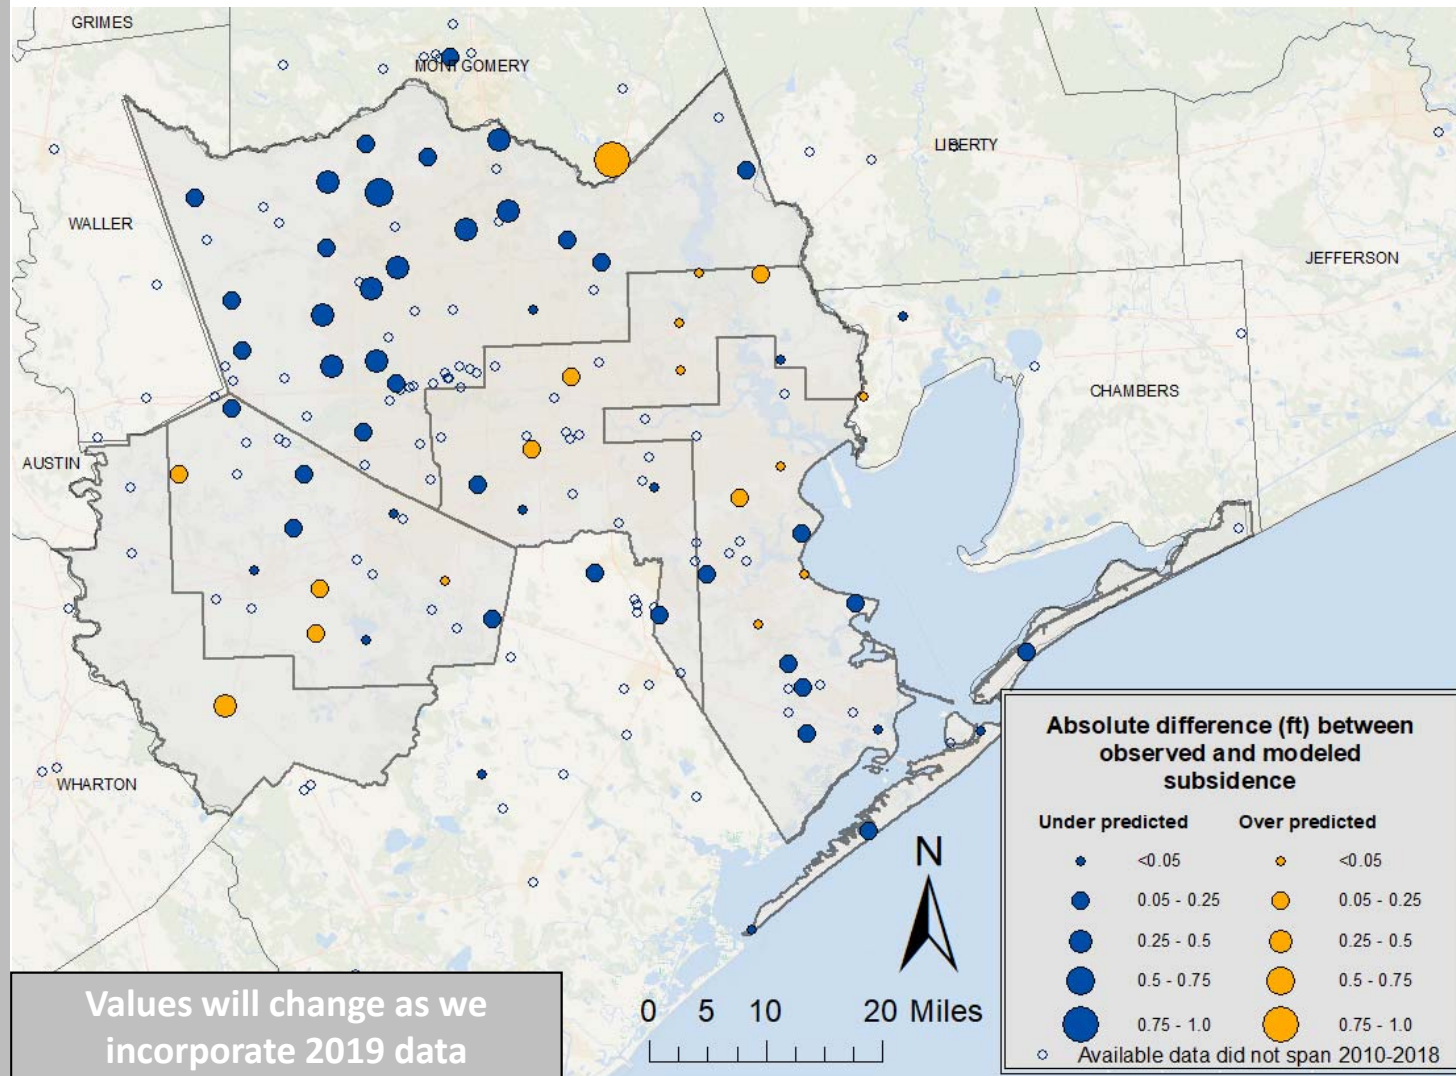 GRIMES
MONTGOMERY
LIBERTY
WALLER
JEFFERSON
CHAMBERS
AUSTIN
WHARTON
Absolute difference (ft) between
observed and modeled
subsidence
Under predicted Over predicted
<0.05 <0.05
0.05 - 0.25 0.05 - 0.25
0.25 - 0.5 0.25 - 0.5
0.5 - 0.75 0.5 - 0.75
0.75 - 1.0 0.75 - 1.0
Available data did not span 2010-2018
N
0 5 10 20 Miles
Values will change as we
incorporate 2019 data